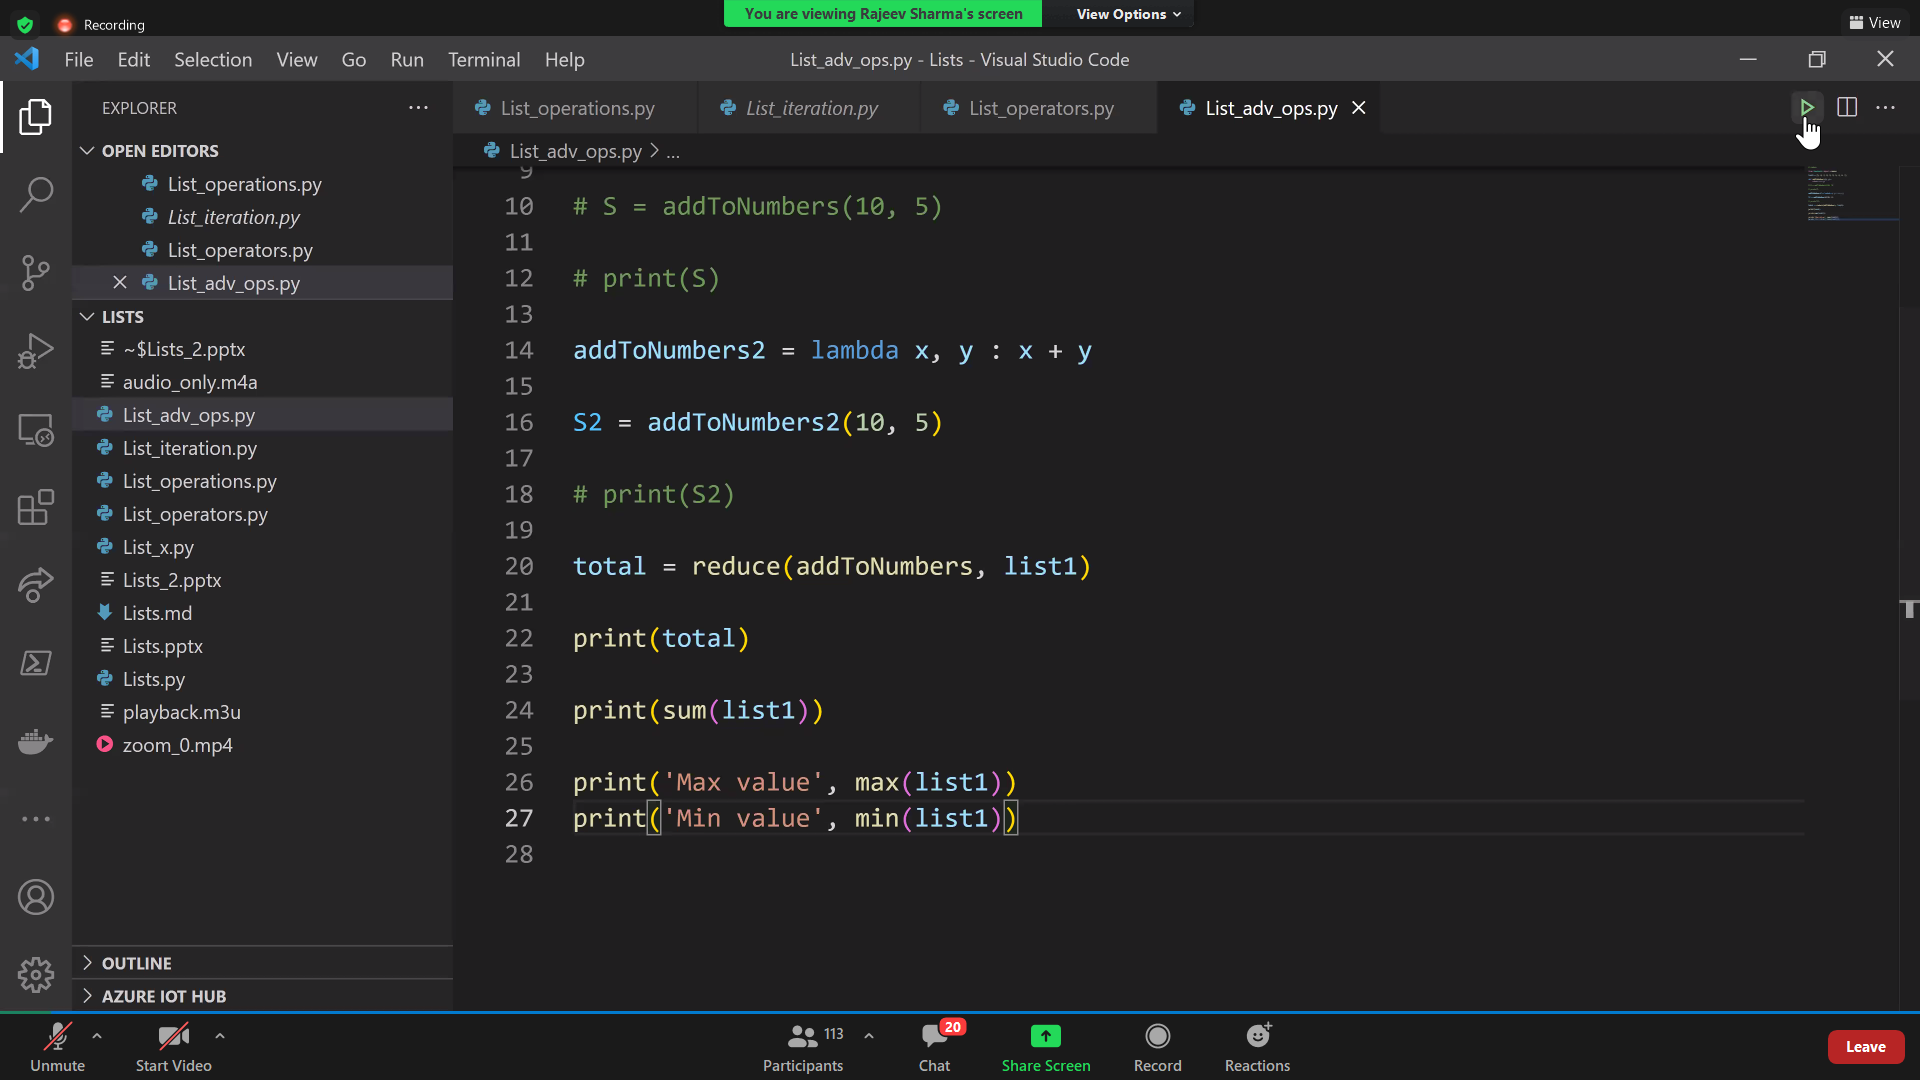 Recording
You are viewing Rajeev Sharma's screen
View Options
View
File Edit Selection View Go Run Terminal Help
List_adv_ops.py - Lists - Visual Studio Code
EXPLORER
List_operations.py
List_iteration.py
List_operators.py
List_adv_ops.py
List_adv_ops.py > ...
OPEN EDITORS
List_operations.py
List_iteration.py
List_operators.py
List_adv_ops.py
LISTS
~$Lists_2.pptx
audio_only.m4a
List_adv_ops.py
List_iteration.py
List_operations.py
List_operators.py
List_x.py
Lists_2.pptx
Lists.md
Lists.pptx
Lists.py
playback.m3u
zoom_0.mp4
OUTLINE
AZURE IOT HUB
9
10 # S = addToNumbers(10, 5)
11
12 # print(S)
13
14 addToNumbers2 = lambda x, y : x + y
15
16 S2 = addToNumbers2(10, 5)
17
18 # print(S2)
19
20 total = reduce(addToNumbers, list1)
21
22 print(total)
23
24 print(sum(list1))
25
26 print('Max value', max(list1))
27 print('Min value', min(list1))
28
Unmute
Start Video
113
Participants
20
Chat
Share Screen
Record
Reactions
Leave